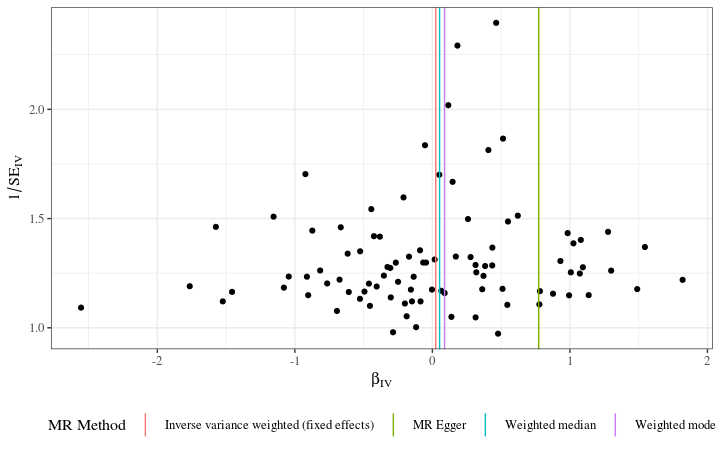 2.0
1.5
1.0
1/SE_IV
-2
-1
0
1
2
β_IV
MR Method
Inverse variance weighted (fixed effects)
MR Egger
Weighted median
Weighted mode